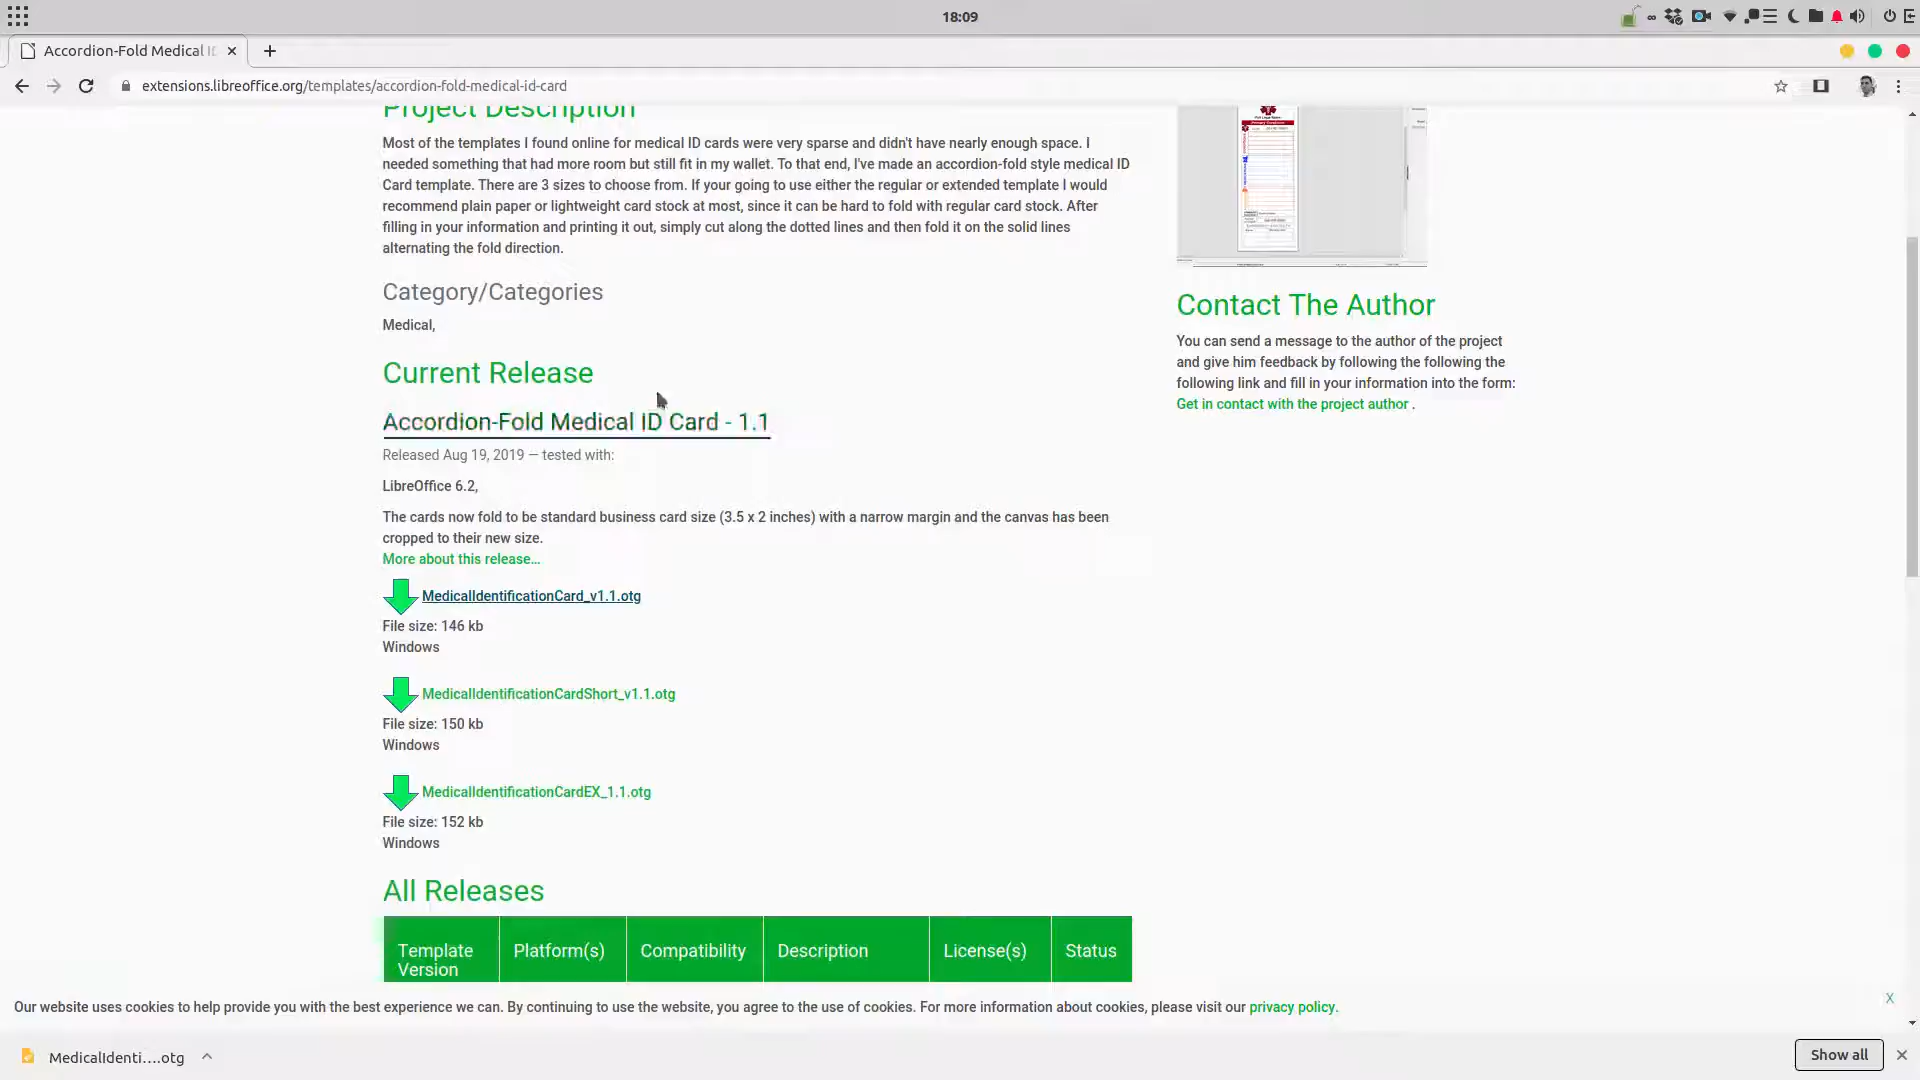 18:09
Accordion-Fold Medical
extensions.libreoffice.org/templates/accordion-fold-medical-id-card
Project Description
Most of the templates I found online for medical ID cards were very sparse and didn't have nearly enough space. I
needed something that had more room but still fit in my wallet. To that end, I've made an accordion-fold style medical ID
Card template. There are 3 sizes to choose from. If your going to use either the regular or extended template I would
recommend plain paper or lightweight card stock at most, since it can be hard to fold with regular card stock. After
filling in your information and printing it out, simply cut along the dotted lines and then fold it on the solid lines
alternating the fold direction.
Category/Categories
Medical,
Current Release
Accordion-Fold Medical ID Card - 1.1
Released Aug 19, 2019 — tested with:
LibreOffice 6.2,
The cards now fold to be standard business card size (3.5 x 2 inches) with a narrow margin and the canvas has been
cropped to their new size.
More about this release…
MedicalIdentificationCard_v1.1.otg
File size: 146 kb
Windows
MedicalIdentificationCardShort_v1.1.otg
File size: 150 kb
Windows
MedicalIdentificationCardEX_1.1.otg
File size: 152 kb
Windows
All Releases
Template Version Platform(s) Compatibility Description License(s) Status
Contact The Author
You can send a message to the author of the project
and give him feedback by following the following the
following link and fill in your information into the form:
Get in contact with the project author .
Our website uses cookies to help provide you with the best experience we can. By continuing to use the website, you agree to the use of cookies. For more information about cookies, please visit our privacy policy.
X
MedicalIdenti….otg
Show all